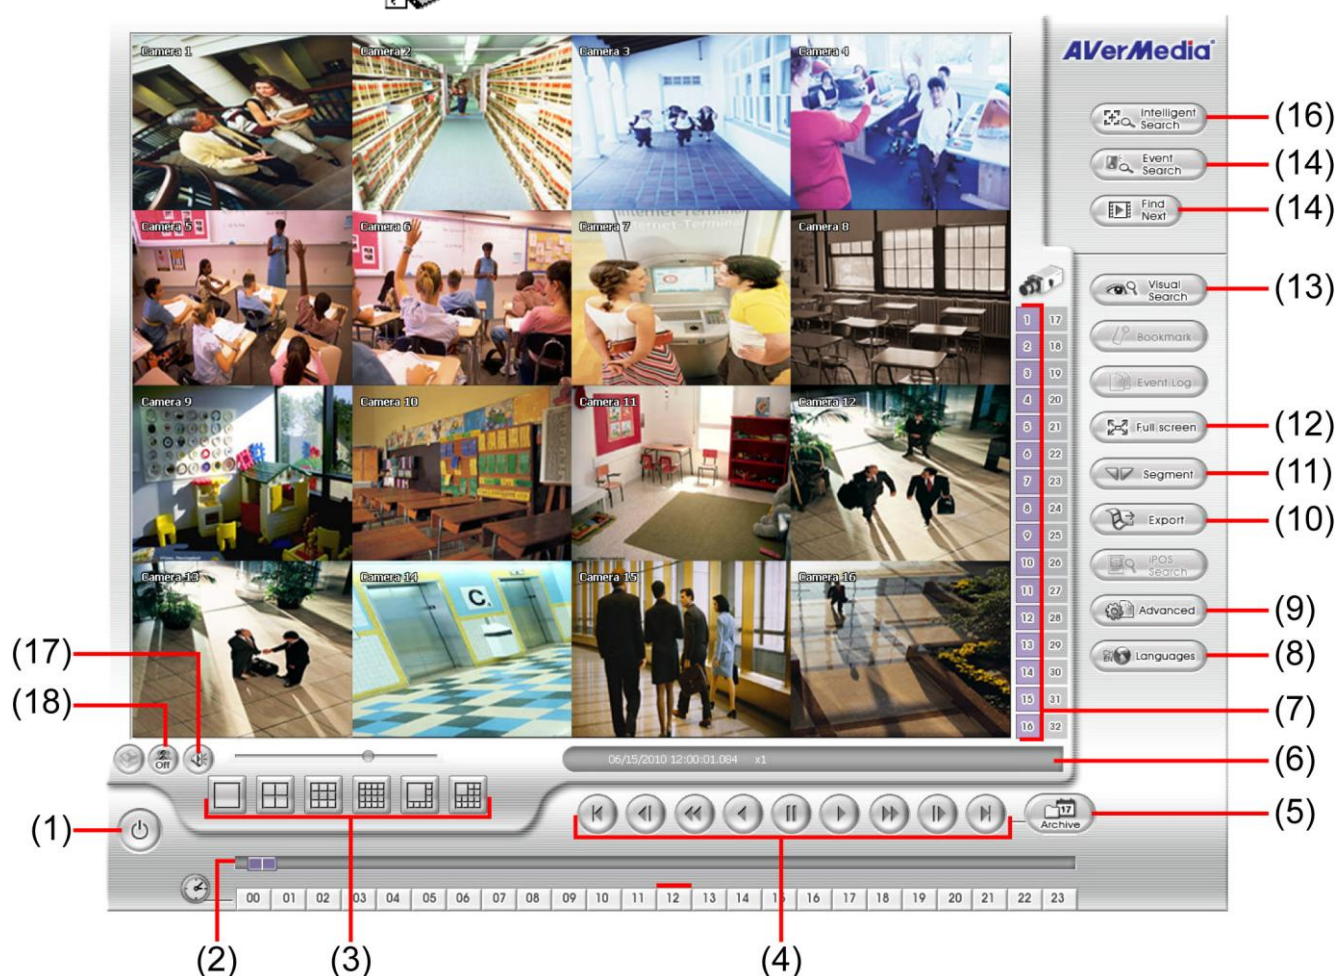 Camera 1
Camera 2
Camera 3
Camera 4
AVerMedia
Intelligent Search
(16)
Event Search
(14)
Find Next
(14)
Camera 5
Camera 6
Camera 7
Camera 8
Internet-Terminal
Visual Search
(13)
1 17
2 18
Bookmark
3 19
Event Log
4 20
5 21
Full screen
(12)
6 22
7 23
Segment
(11)
8 24
9 25
Export
(10)
10 26
iPOS Search
11 27
12 28
Advanced
(9)
13 29
Languages
(8)
14 30
15 31
16 32
(7)
Camera 9
Camera 10
Camera 11
Camera 12
Camera 13
Camera 14
Camera 15
Camera 16
C.
(17)
(18)
Off
06/15/2010 12:00:01.084 x1
(6)
(1)
17
Archive
(5)
00 01 02 03 04 05 06 07 08 09 10 11 12 13 14 15 16 17 18 19 20 21 22 23
(2)
(3)
(4)